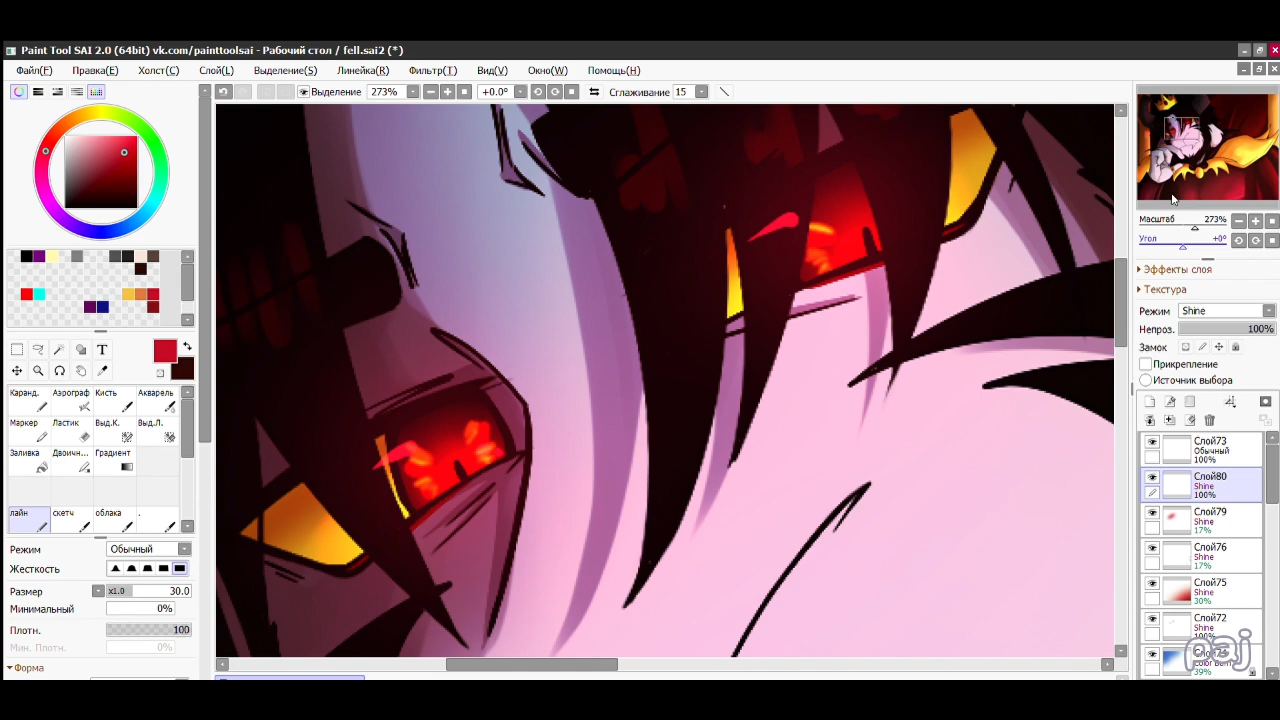 Paint Tool SAI 2.0 (64bit) vk.com/painttoolsai - Рабочий стол / fell.sai2 (*)
Файл(F) Правка(E) Холст(C) Слой(L) Выделение(S) Линейка(R) Фильтр(T) Вид(V) Окно(W) Помощь(H)
Выделение 273% +0.0° Сглаживание 15
Масштаб 273%
Угол +0°
Эффекты слоя
Текстура
Режим Shine
Непроз. 100%
Замок
Прикрепление
Источник выбора
T
Каранд. Аэрограф Кисть Акварель
Маркер Ластик Выд.К. Выд.Л.
Заливка Двоичн... Градиент
лайн скетч облака .
Режим Обычный
Жесткость
Размер x1.0 30.0
Минимальный 0%
Плотн. 100
Мин. Плотн. 0%
Форма
Слой73
Обычный
100%
Слой80
Shine
100%
Слой79
Shine
17%
Слой76
Shine
17%
Слой75
Shine
30%
Слой72
Shine
100%
39%
paj